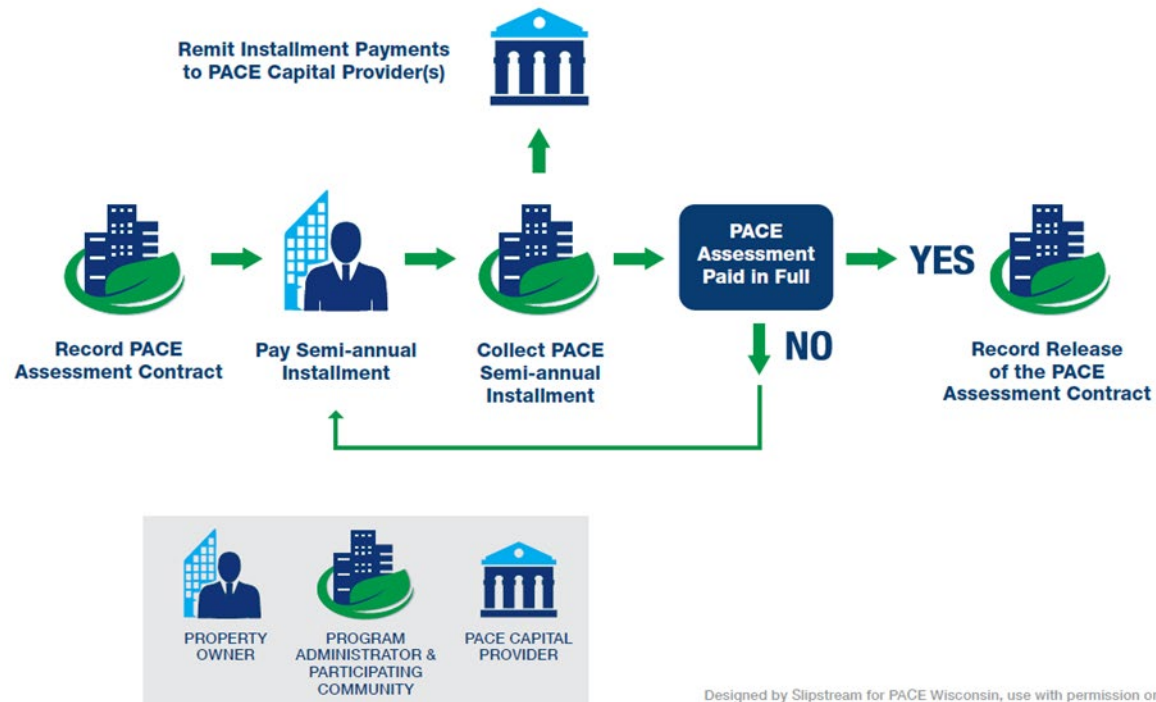 Remit Installment Payments
to PACE Capital Provider(s)
Record PACE
Assessment Contract
Pay Semi-annual
Installment
Collect PACE
Semi-annual
Installment
PACE
Assessment
Paid in Full
YES
NO
Record Release
of the PACE
Assessment Contract
PROPERTY
OWNER
PROGRAM
ADMINISTRATOR &
PARTICIPATING
COMMUNITY
PACE CAPITAL
PROVIDER
Designed by Slipstream for PACE Wisconsin, use with permission or